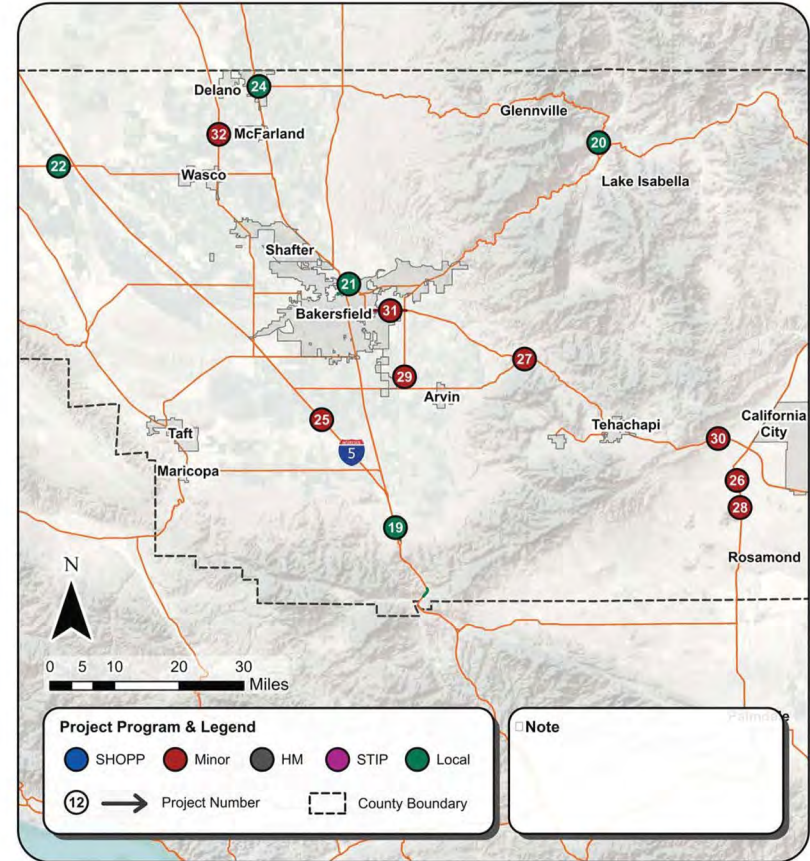 Delano
24
Glennville
32
McFarland
20
22
Wasco
Lake Isabella
Shafter
21
Bakersfield
31
27
29
Arvin
25
California
City
Taft
Tehachapi
30
5
Maricopa
26
28
19
Rosamond
N
0 5 10 20 30
Miles
Palmdale
Project Program & Legend
Note
SHOPP
Minor
HM
STIP
Local
12
Project Number
County Boundary